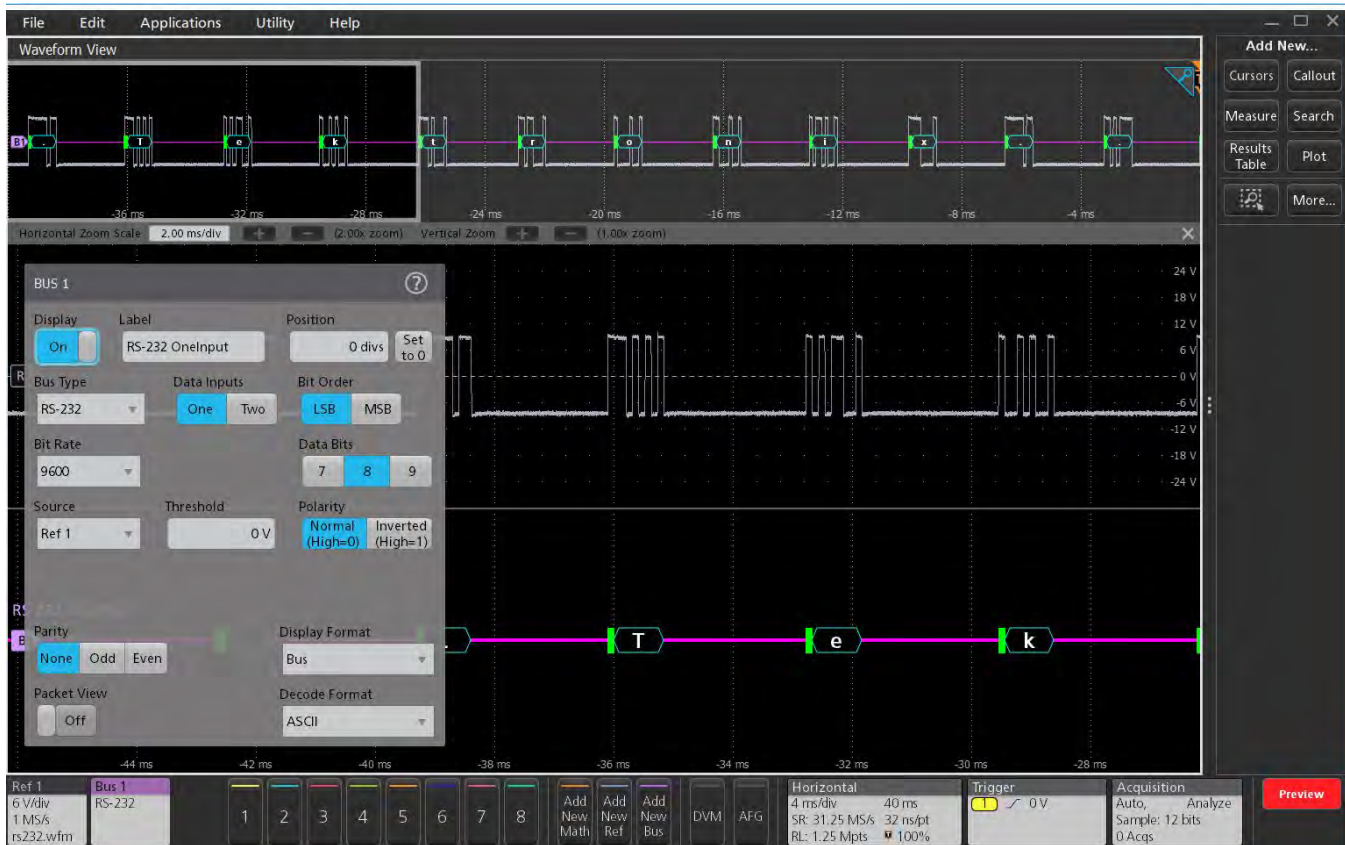 File Edit Applications Utility Help
Waveform View
Add New...
Cursors Callout
Measure Search
Results Table Plot
More...
B1 . T e k t r o n i x . .
-36 ms -32 ms -28 ms -24 ms -20 ms -16 ms -12 ms -8 ms -4 ms
Horizontal Zoom Scale 2.00 ms/div + - (2.00x zoom) Vertical Zoom + - (1.00x zoom)
BUS 1 ?
Display Label Position
On RS-232 OneInput 0 divs Set to 0
Bus Type Data Inputs Bit Order
RS-232 One Two LSB MSB
Bit Rate Data Bits
9600 7 8 9
Source Threshold Polarity
Ref 1 0 V Normal (High=0) Inverted (High=1)
Parity Display Format
None Odd Even Bus
Packet View Decode Format
Off ASCII
24 V
18 V
12 V
6 V
0 V
-6 V
-12 V
-18 V
-24 V
T e k
-44 ms -42 ms -40 ms -38 ms -36 ms -34 ms -32 ms -30 ms -28 ms
Ref 1
6 V/div
1 MS/s
rs232.wfm
Bus 1
RS-232
1 2 3 4 5 6 7 8
Add New Math
Add New Ref
Add New Bus
DVM AFG
Horizontal
4 ms/div 40 ms
SR: 31.25 MS/s 32 ns/pt
RL: 1.25 Mpts 100%
Trigger
1 0 V
Acquisition
Auto, Analyze
Sample: 12 bits
0 Acqs
Preview